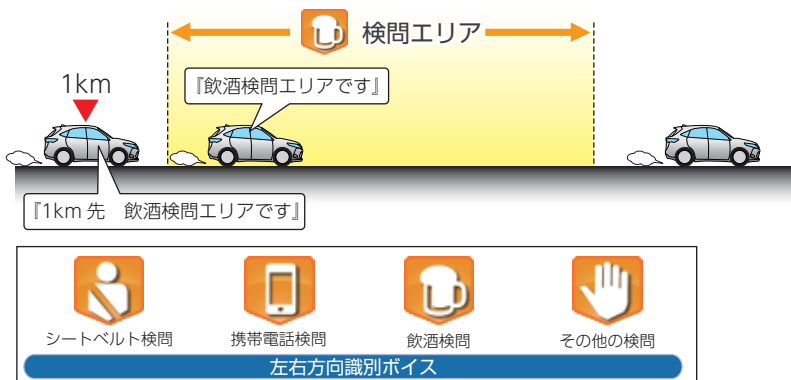 検問エリア
1km
『飲酒検問エリアです』
『1km 先　飲酒検問エリアです』
シートベルト検問
携帯電話検問
飲酒検問
その他の検問
左右方向識別ボイス